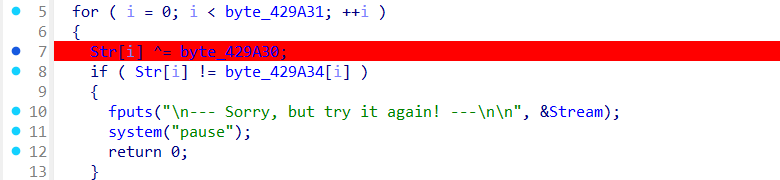 5 for ( i = 0; i < byte_429A31; ++i )
6 {
7 Str[i] ^= byte_429A30;
8 if ( Str[i] != byte_429A34[i] )
9 {
10 fputs("\n--- Sorry, but try it again! ---\n\n", &Stream);
11 system("pause");
12 return 0;
13 }